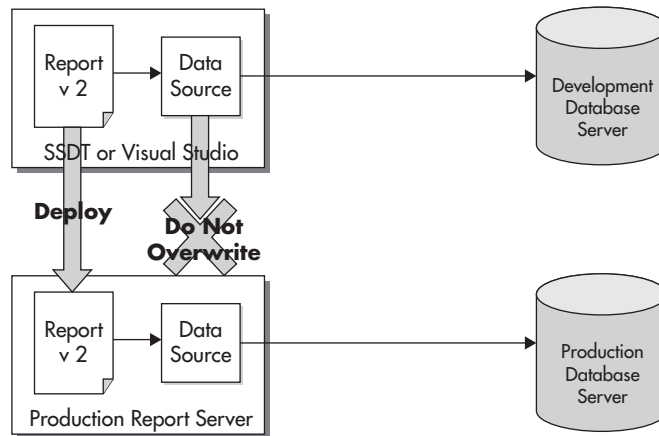 Report
v 2
Data
Source
Development
Database
Server
SSDT or Visual Studio
Deploy
Do Not
Overwrite
Report
v 2
Data
Source
Production
Database
Server
Production Report Server